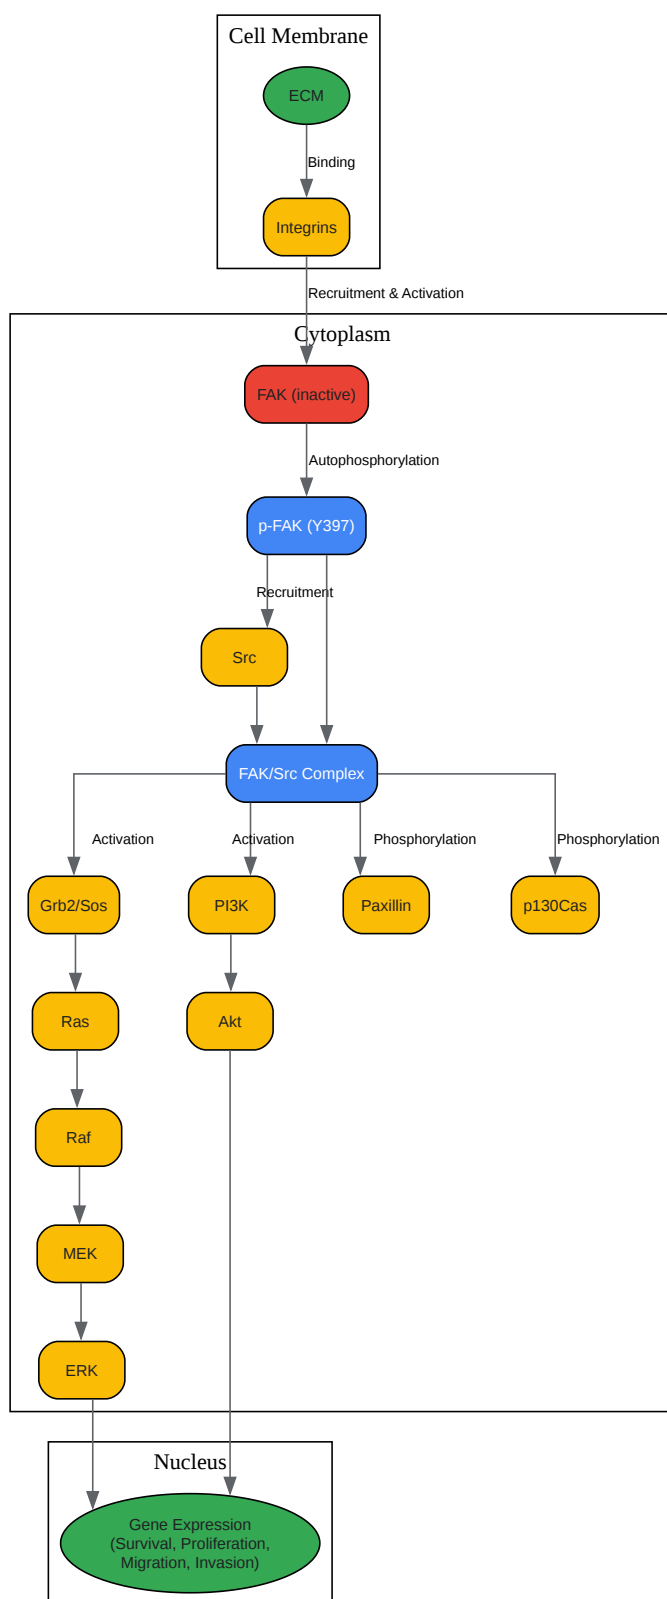 Cell Membrane
ECM
Binding
Integrins
Recruitment & Activation
Cytoplasm
FAK (inactive)
Autophosphorylation
p-FAK (Y397)
Recruitment
Src
FAK/Src Complex
Activation
Activation
Phosphorylation
Phosphorylation
Grb2/Sos
PI3K
Paxillin
p130Cas
Ras
Akt
Raf
MEK
ERK
Nucleus
Gene Expression
(Survival, Proliferation,
Migration, Invasion)